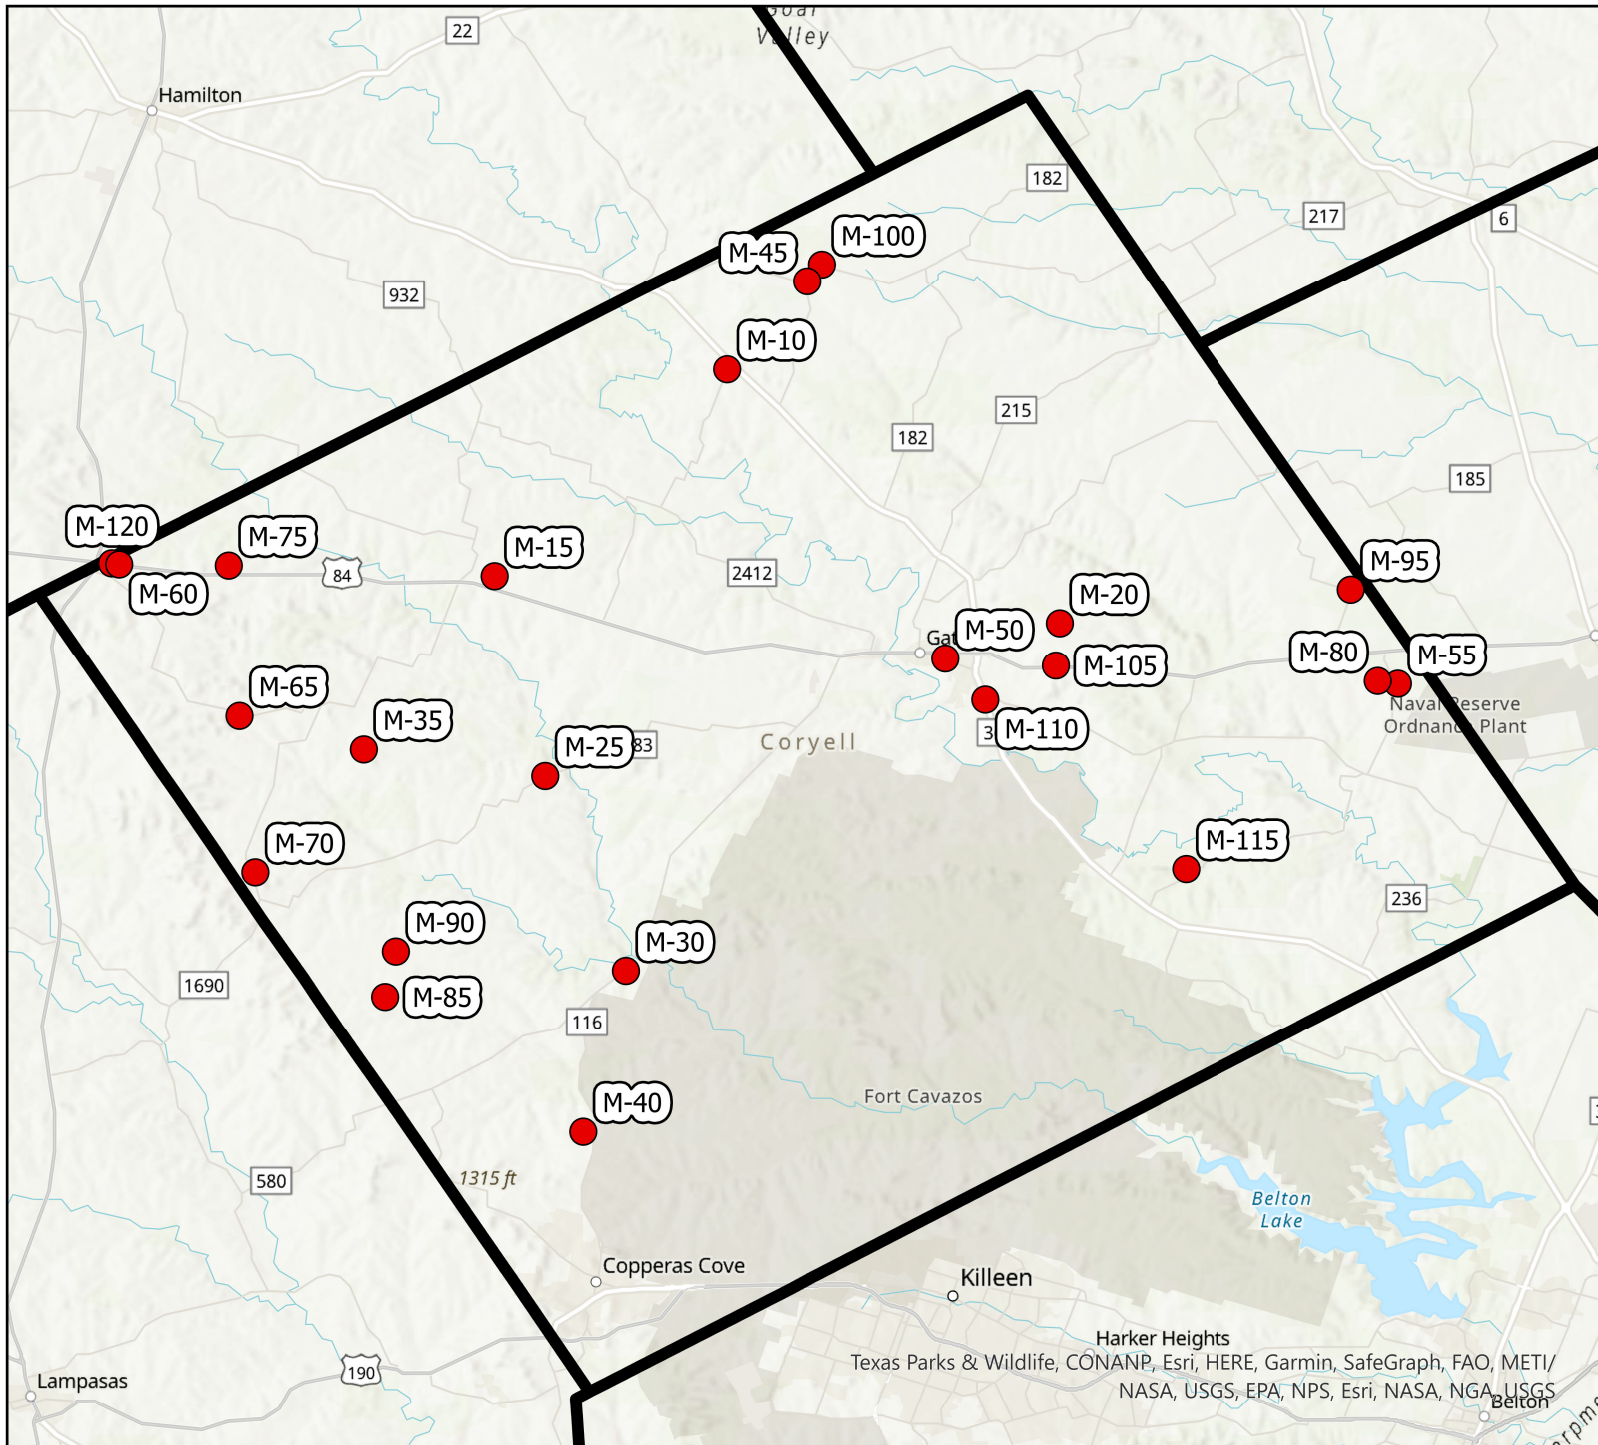 Goal
Valley
22
Hamilton
182
217
6
M-100
M-45
932
M-10
215
182
185
M-120
M-75
M-15
84
2412
M-60
M-95
M-20
M-50
M-80
M-55
M-105
M-65
Naval Reserve
Ordnance Plant
M-35
M-110
M-25
83
Coryell
M-70
M-115
236
M-90
M-30
1690
M-85
116
Fort Cavazos
M-40
1315 ft
580
Belton
Lake
Copperas Cove
Killeen
Harker Heights
190
Lampasas
Texas Parks & Wildlife, CONANP, Esri, HERE, Garmin, SafeGraph, FAO, METI/
NASA, USGS, EPA, NPS, Esri, NASA, NGA, USGS
Belton